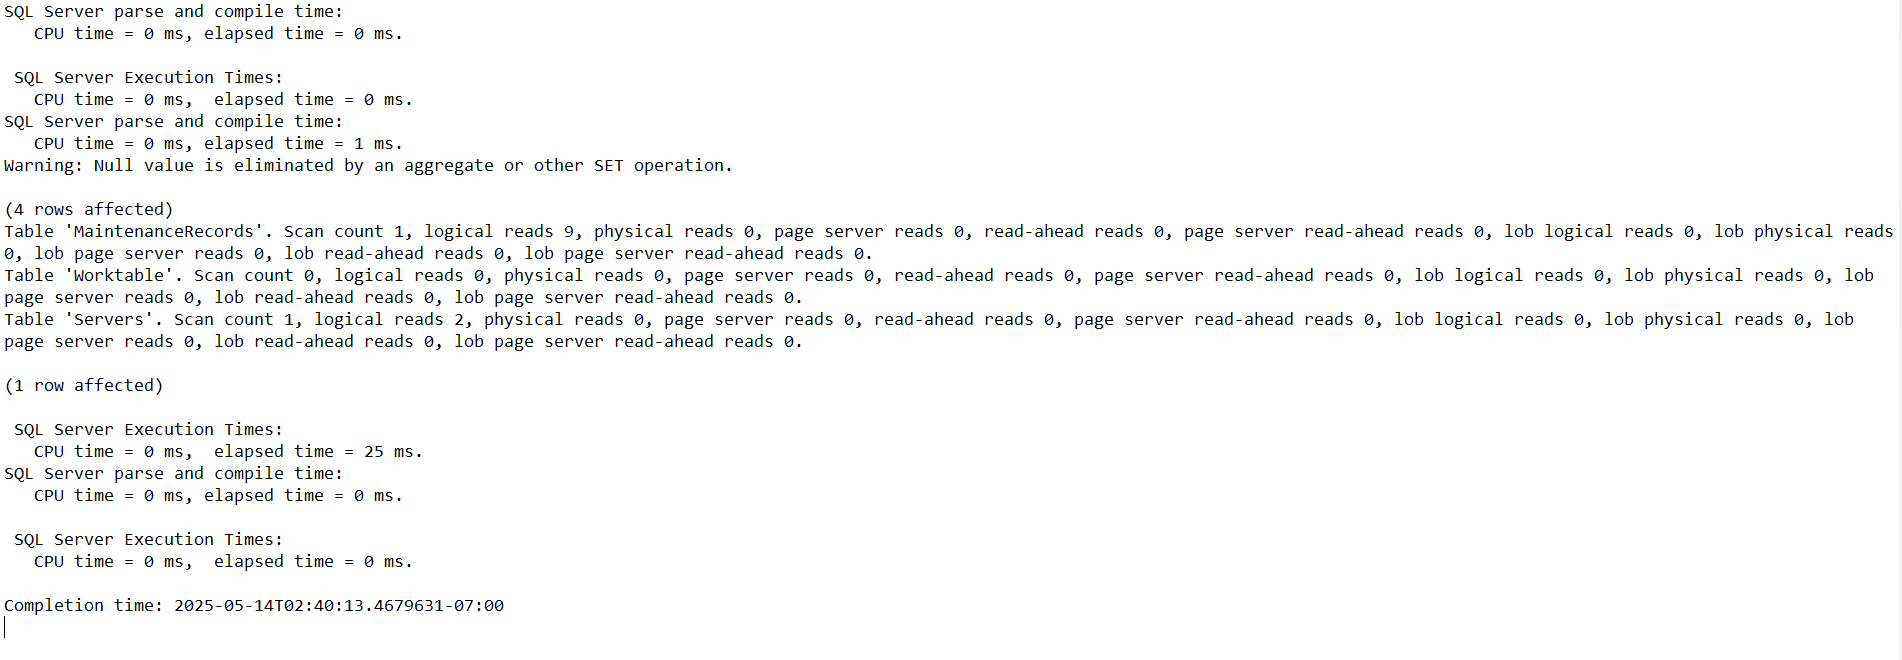 SQL Server parse and compile time:
   CPU time = 0 ms, elapsed time = 0 ms.

 SQL Server Execution Times:
   CPU time = 0 ms,  elapsed time = 0 ms.
SQL Server parse and compile time:
   CPU time = 0 ms, elapsed time = 1 ms.
Warning: Null value is eliminated by an aggregate or other SET operation.

(4 rows affected)
Table 'MaintenanceRecords'. Scan count 1, logical reads 9, physical reads 0, page server reads 0, read-ahead reads 0, page server read-ahead reads 0, lob logical reads 0, lob physical reads
0, lob page server reads 0, lob read-ahead reads 0, lob page server read-ahead reads 0.
Table 'Worktable'. Scan count 0, logical reads 0, physical reads 0, page server reads 0, read-ahead reads 0, page server read-ahead reads 0, lob logical reads 0, lob physical reads 0, lob
page server reads 0, lob read-ahead reads 0, lob page server read-ahead reads 0.
Table 'Servers'. Scan count 1, logical reads 2, physical reads 0, page server reads 0, read-ahead reads 0, page server read-ahead reads 0, lob logical reads 0, lob physical reads 0, lob
page server reads 0, lob read-ahead reads 0, lob page server read-ahead reads 0.

(1 row affected)

 SQL Server Execution Times:
   CPU time = 0 ms,  elapsed time = 25 ms.
SQL Server parse and compile time:
   CPU time = 0 ms, elapsed time = 0 ms.

 SQL Server Execution Times:
   CPU time = 0 ms,  elapsed time = 0 ms.

Completion time: 2025-05-14T02:40:13.4679631-07:00